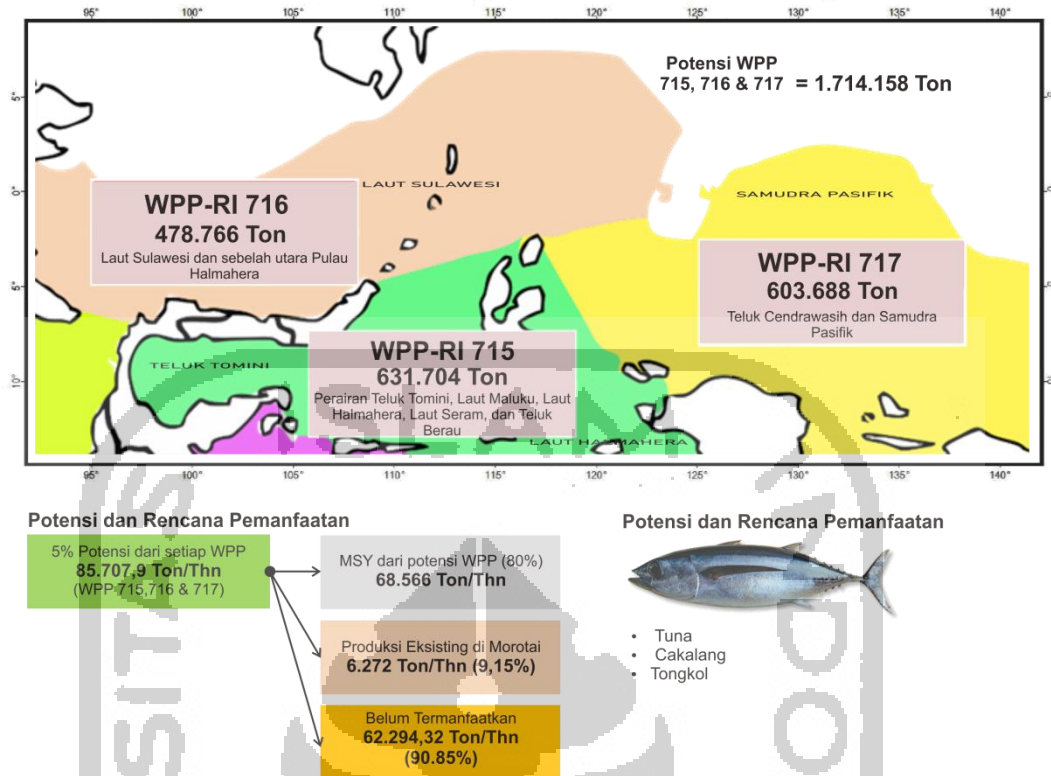 95° 100° 105° 110° 115° 120° 125° 130° 135° 140°
Potensi WPP
715, 716 & 717 = 1.714.158 Ton
5°
0°
5°
10°
LAUT SULAWESI
SAMUDRA PASIFIK
WPP-RI 716
478.766 Ton
Laut Sulawesi dan sebelah utara Pulau
Halmahera
WPP-RI 717
603.688 Ton
Teluk Cendrawasih dan Samudra
Pasifik
TELUK TOMINI
WPP-RI 715
631.704 Ton
Perairan Teluk Tomini, Laut Maluku, Laut
Halmahera, Laut Seram, dan Teluk
Berau
LAUT HALMAHERA
95° 100° 105° 110° 115° 120° 125° 130° 135° 140°
ISLAM
Potensi dan Rencana Pemanfaatan
5% Potensi dari setiap WPP
85.707,9 Ton/Thn
(WPP 715,716 & 717)
MSY dari potensi WPP (80%)
68.566 Ton/Thn
Produksi Eksisting di Morotai
6.272 Ton/Thn (9,15%)
Belum Termanfaatkan
62.294,32 Ton/Thn
(90.85%)
Potensi dan Rencana Pemanfaatan
• Tuna
• Cakalang
• Tongkol